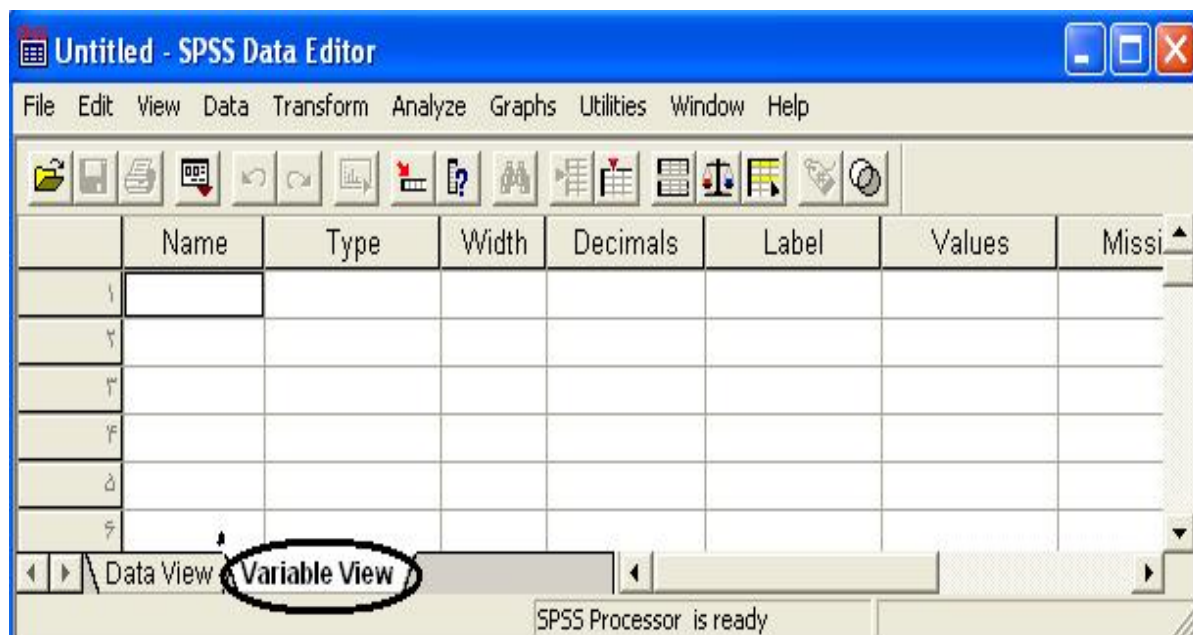 Untitled - SPSS Data Editor
File Edit View Data Transform Analyze Graphs Utilities Window Help
Name Type Width Decimals Label Values Missi
۱
۲
۳
۴
۵
۶
Data View Variable View
SPSS Processor is ready